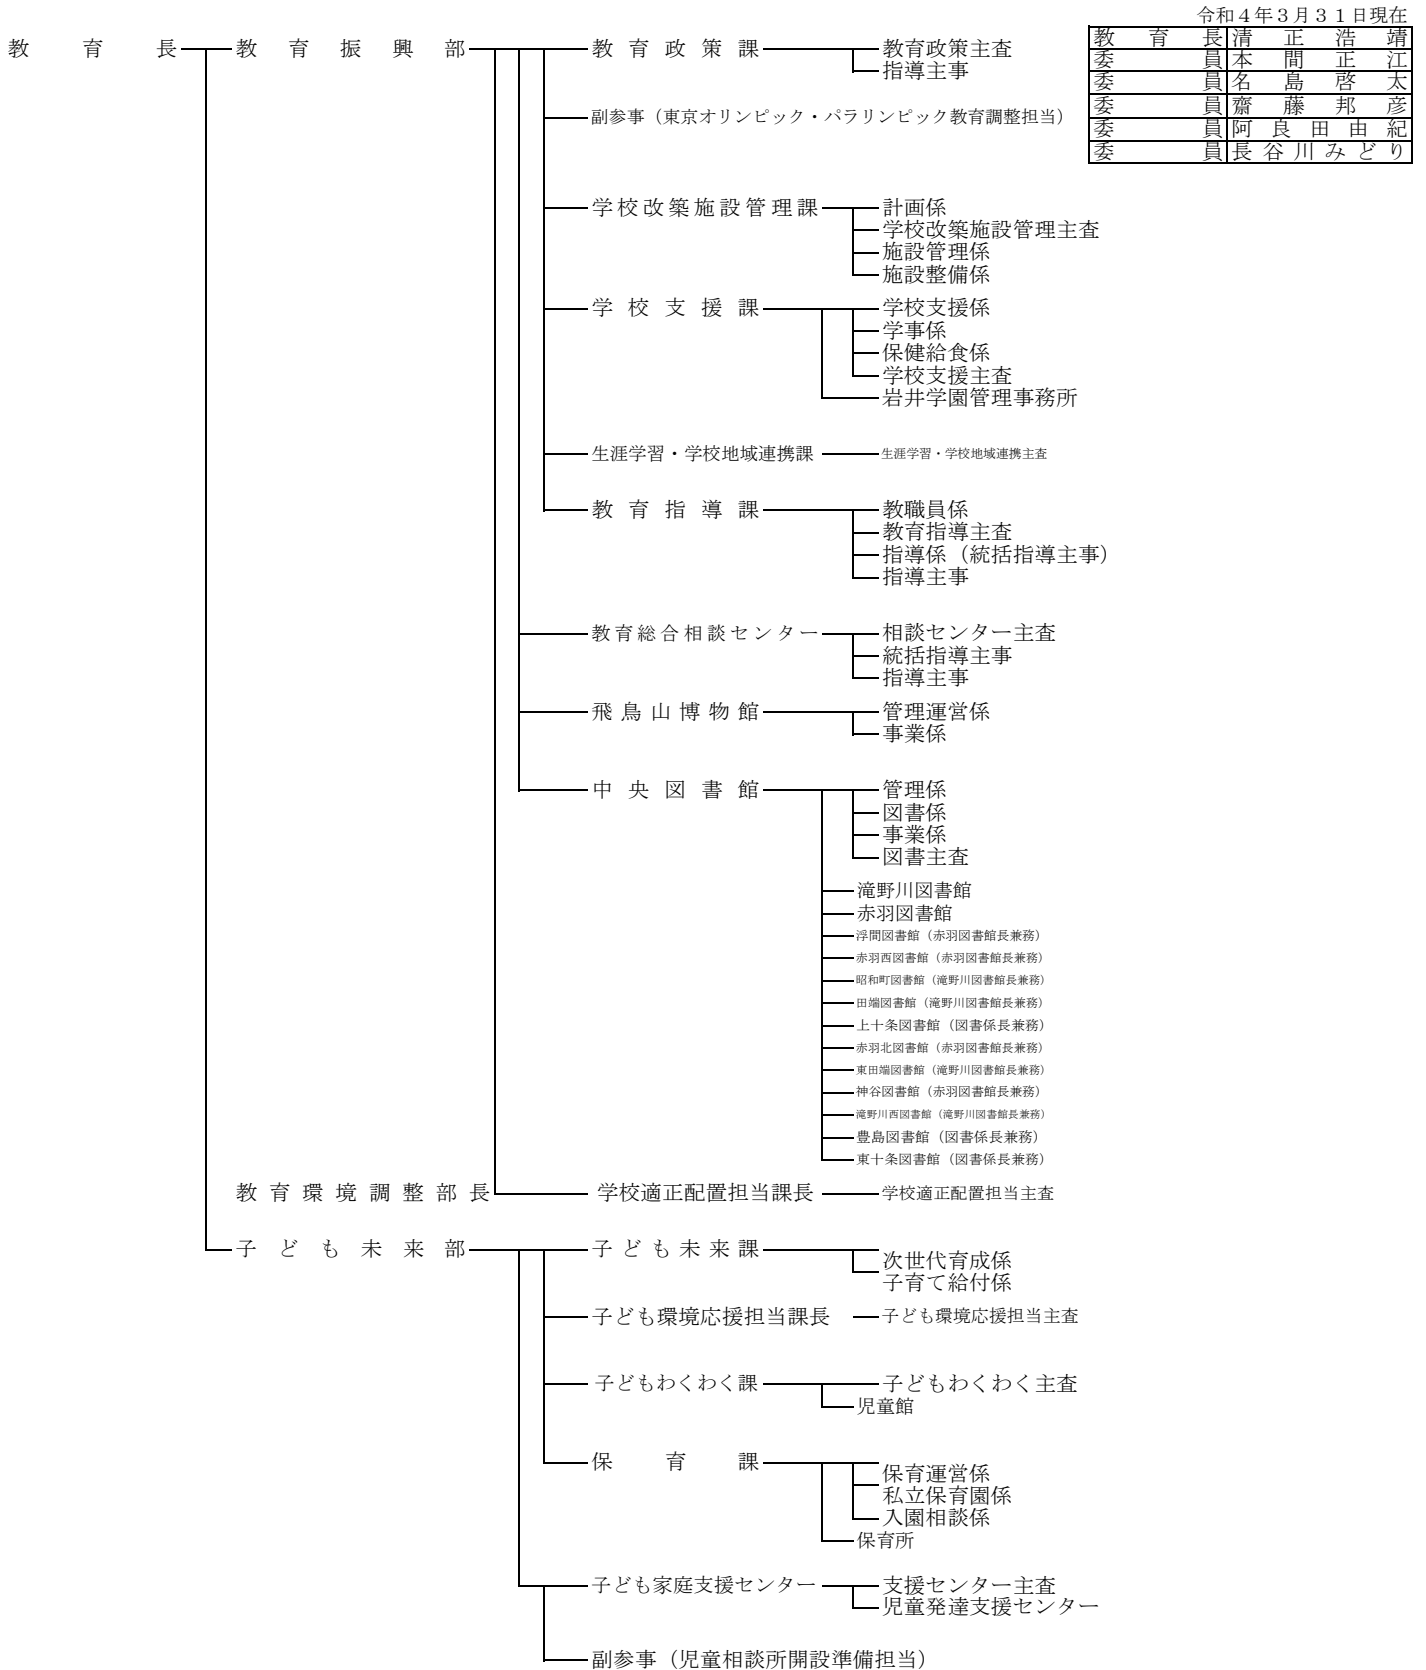 令和４年３月３１日現在
教育長 清正浩靖
委員 本間正江
委員 名島啓太
委員 齋藤邦彦
委員 阿良田由紀
委員 長谷川みどり
教育長 教育振興部 教育政策課 教育政策主査
指導主事
副参事（東京オリンピック・パラリンピック教育調整担当）
学校改築施設管理課 計画係
学校改築施設管理主査
施設管理係
施設整備係
学校支援課 学校支援係
学事係
保健給食係
学校支援主査
岩井学園管理事務所
生涯学習・学校地域連携課 生涯学習・学校地域連携主査
教育指導課 教職員係
教育指導主査
指導係（統括指導主事）
指導主事
教育総合相談センター 相談センター主査
統括指導主事
指導主事
飛鳥山博物館 管理運営係
事業係
中央図書館 管理係
図書係
事業係
図書主査
滝野川図書館
赤羽図書館
浮間図書館（赤羽図書館長兼務）
赤羽西図書館（赤羽図書館長兼務）
昭和町図書館（滝野川図書館長兼務）
田端図書館（滝野川図書館長兼務）
上十条図書館（図書係長兼務）
赤羽北図書館（赤羽図書館長兼務）
東田端図書館（滝野川図書館長兼務）
神谷図書館（赤羽図書館長兼務）
滝野川西図書館（滝野川図書館長兼務）
豊島図書館（図書係長兼務）
東十条図書館（図書係長兼務）
教育環境調整部長 学校適正配置担当課長 学校適正配置担当主査
子ども未来部 子ども未来課
次世代育成係
子育て給付係
子ども環境応援担当課長 子ども環境応援担当主査
子どもわくわく課 子どもわくわく主査
児童館
保育課
保育運営係
私立保育園係
入園相談係
保育所
子ども家庭支援センター 支援センター主査
児童発達支援センター
副参事（児童相談所開設準備担当）